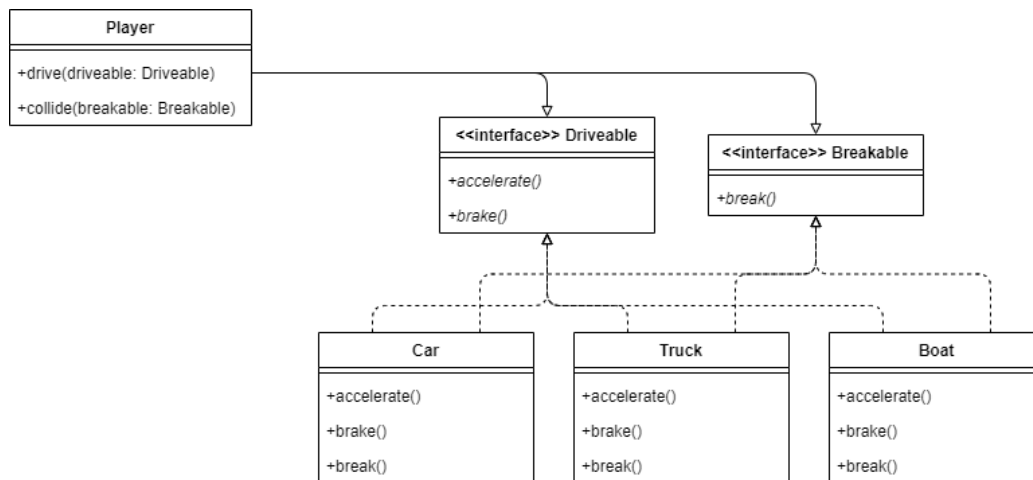 Player
+drive(driveable: Driveable)
+collide(breakable: Breakable)
<<interface>> Driveable
+accelerate()
+brake()
<<interface>> Breakable
+break()
Car
+accelerate()
+brake()
+break()
Truck
+accelerate()
+brake()
+break()
Boat
+accelerate()
+brake()
+break()